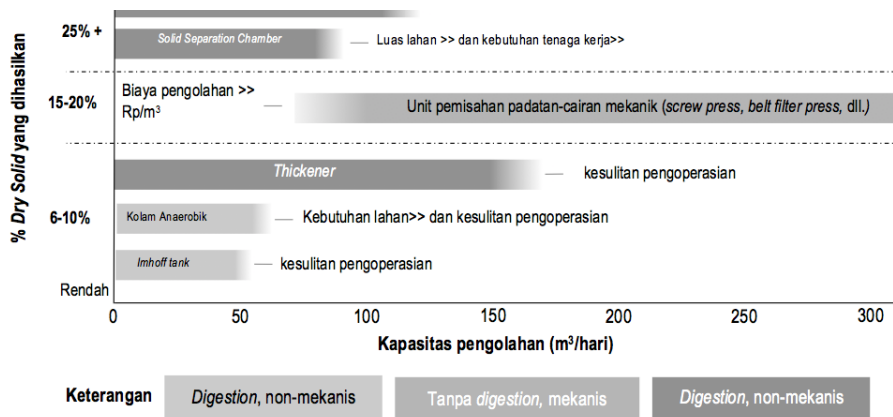 % Dry Solid yang dihasilkan
25% +
Solid Separation Chamber
Luas lahan >> dan kebutuhan tenaga kerja>>
15-20%
Biaya pengolahan >>
Rp/m³
Unit pemisahan padatan-cairan mekanik (screw press, belt filter press, dll.)
Thickener
kesulitan pengoperasian
6-10%
Kolam Anaerobik
Kebutuhan lahan>> dan kesulitan pengoperasian
Imhoff tank
kesulitan pengoperasian
Rendah
0 50 100 150 200 250 300
Kapasitas pengolahan (m³/hari)
Keterangan
Digestion, non-mekanis
Tanpa digestion, mekanis
Digestion, non-mekanis